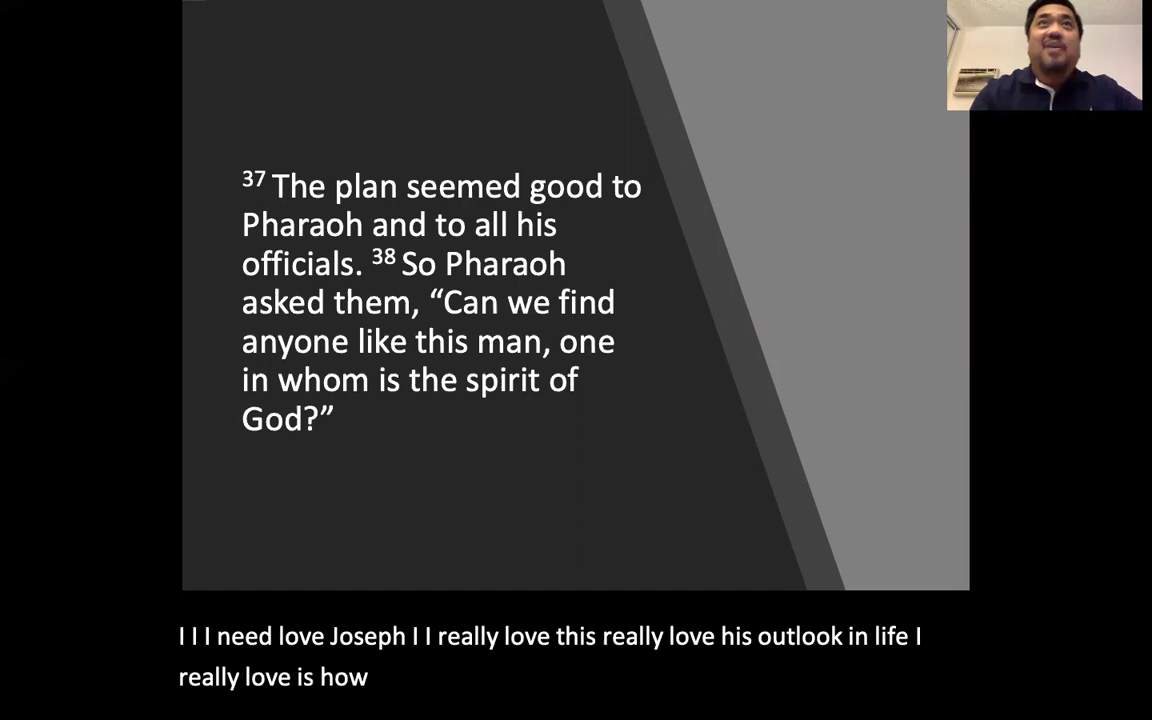 37 The plan seemed good to
Pharaoh and to all his
officials. 38 So Pharaoh
asked them, “Can we find
anyone like this man, one
in whom is the spirit of
God?”
I I I need love Joseph I I really love this really love his outlook in life I
really love is how